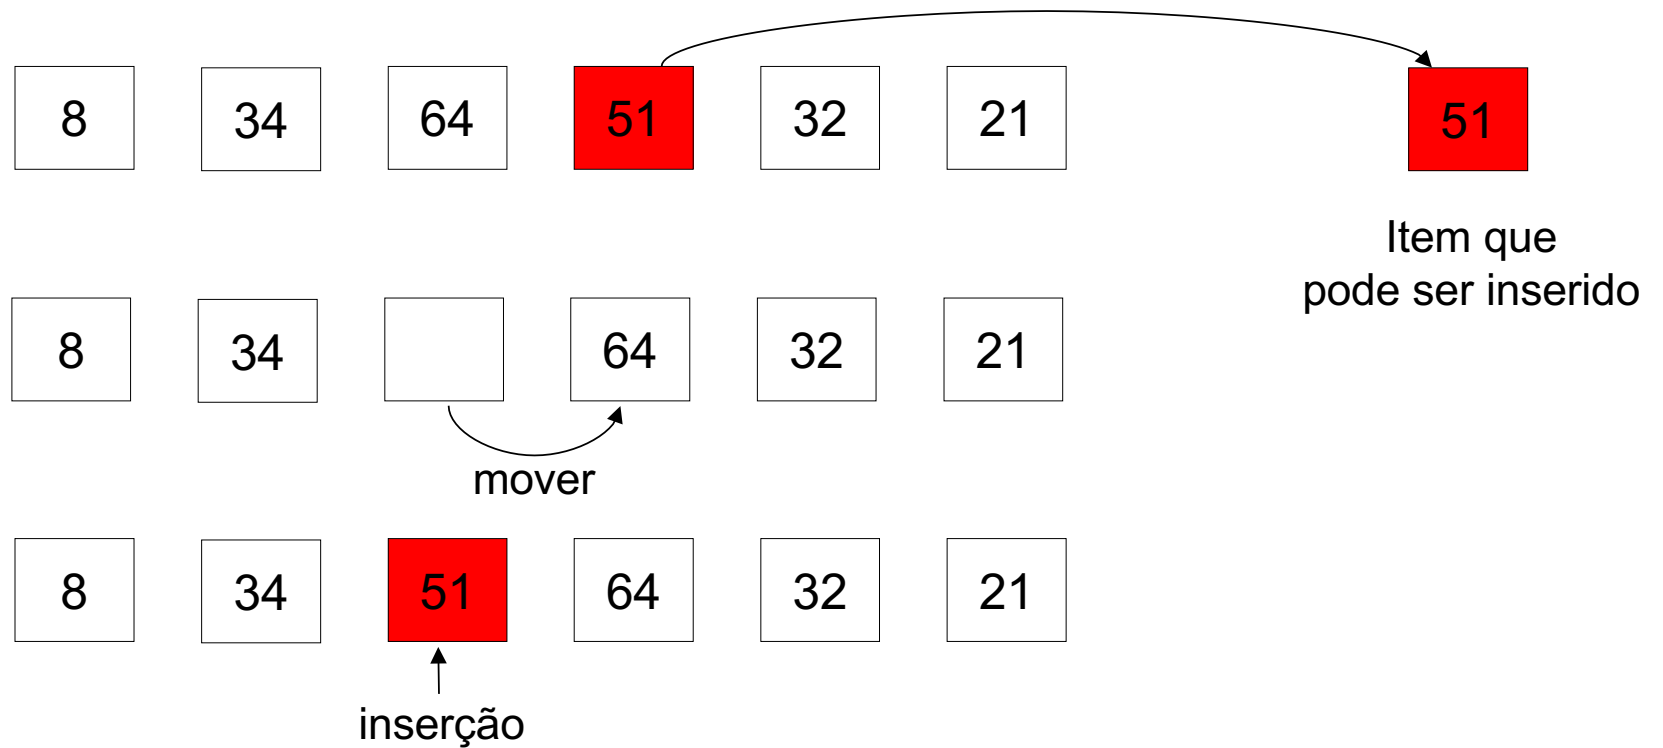 8 34 64 51 32 21 51
Item que
pode ser inserido
8 34 64 32 21
mover
8 34 51 64 32 21
inserção